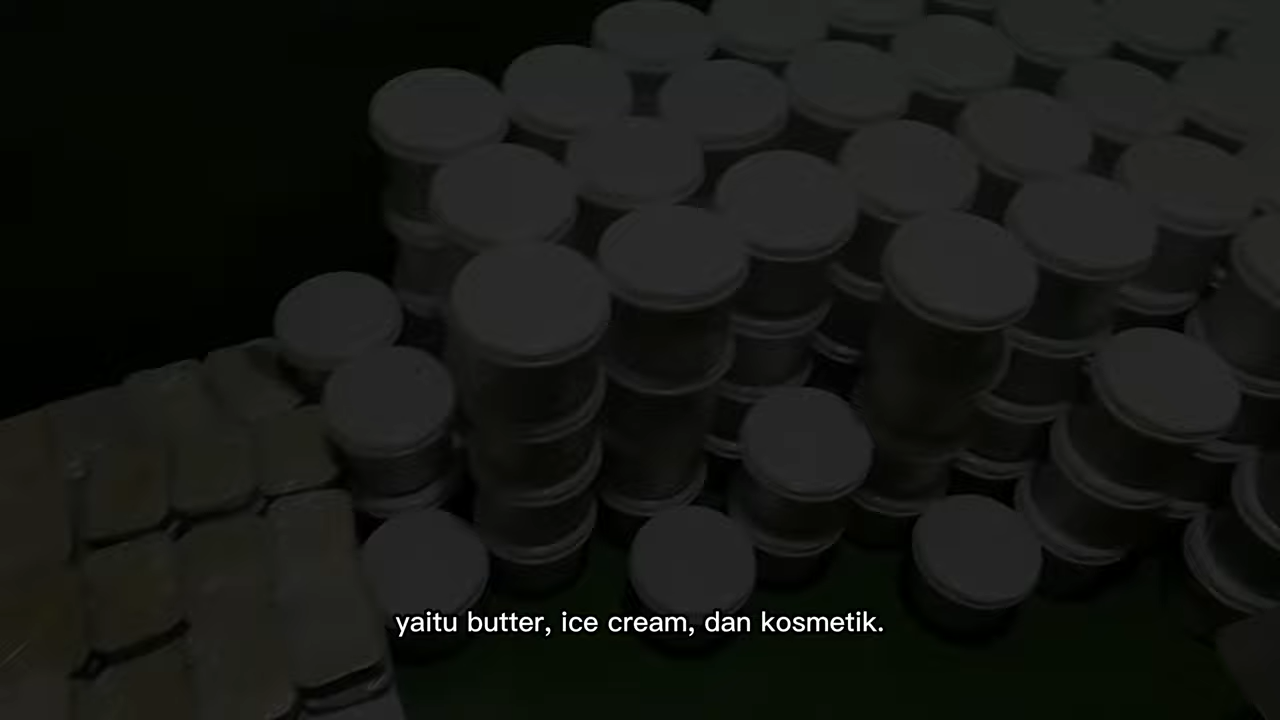 yaitu butter, ice cream, dan kosmetik.